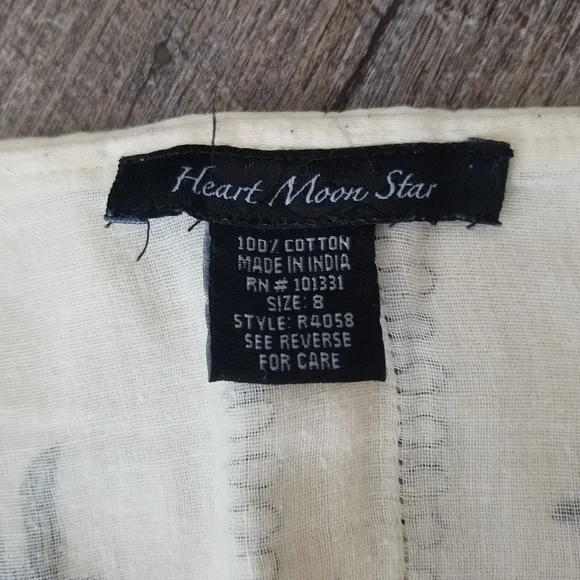 Heart Moon Star
100% COTTON
MADE IN INDIA
RN # 101331
SIZE: 8
STYLE: R4058
SEE REVERSE
FOR CARE